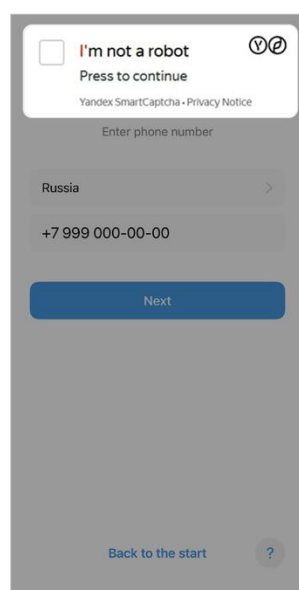 I'm not a robot
Press to continue
Yandex SmartCaptcha • Privacy Notice
Enter phone number
Russia
+7 999 000-00-00
Next
Back to the start
?